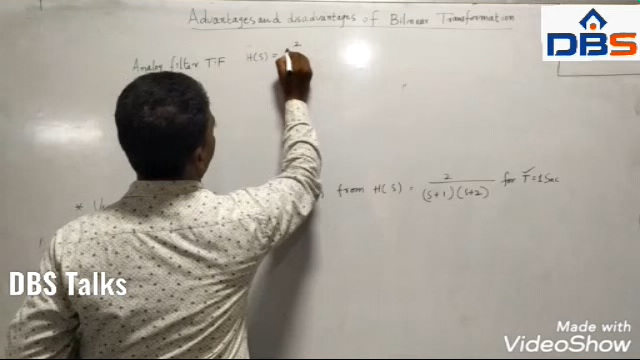 Advantages and disadvantages of Bilinear Transformation
DBS
Analog filter T.F H(S) = 2
from H(S) = 2 / (S+1)(S+2) for T=1Sec
DBS Talks
Made with
VideoShow